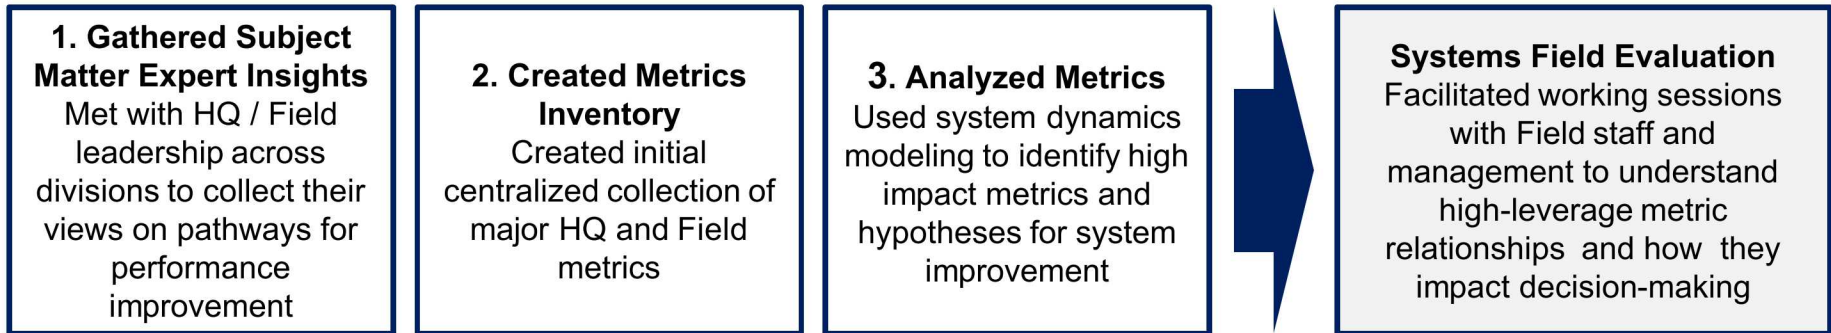 1. Gathered Subject
Matter Expert Insights
Met with HQ / Field
leadership across
divisions to collect their
views on pathways for
performance
improvement
2. Created Metrics
Inventory
Created initial
centralized collection of
major HQ and Field
metrics
3. Analyzed Metrics
Used system dynamics
modeling to identify high
impact metrics and
hypotheses for system
improvement
Systems Field Evaluation
Facilitated working sessions
with Field staff and
management to understand
high-leverage metric
relationships and how they
impact decision-making